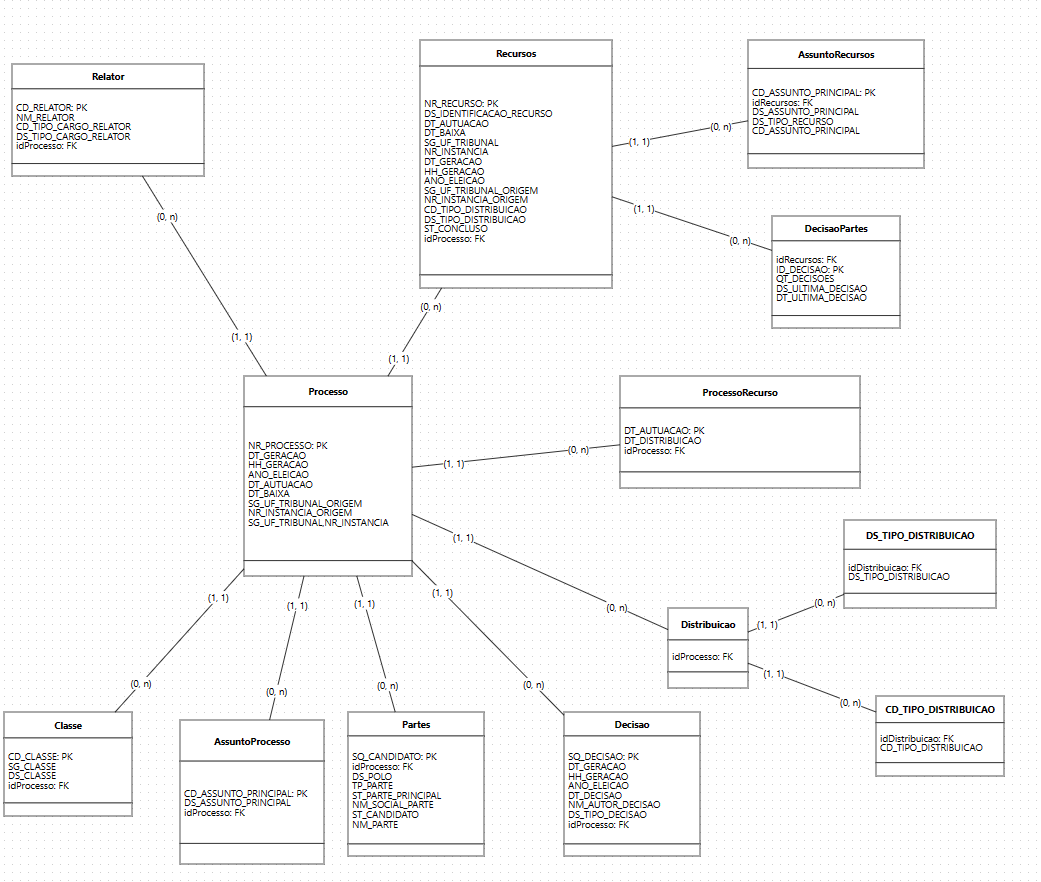 Relator
CD_RELATOR: PK
NM_RELATOR
CD_TIPO_CARGO_RELATOR
DS_TIPO_CARGO_RELATOR
idProcesso: FK
(0, n)
(1, 1)
Recursos
NR_RECURSO: PK
DS_IDENTIFICACAO_RECURSO
DT_AUTUACAO
DT_BAIXA
SG_UF_TRIBUNAL
NR_INSTANCIA
DT_GERACAO
HH_GERACAO
ANO_ELEICAO
SG_UF_TRIBUNAL_ORIGEM
NR_INSTANCIA_ORIGEM
CD_TIPO_DISTRIBUICAO
DS_TIPO_DISTRIBUICAO
ST_CONCLUSO
idProcesso: FK
(1, 1)
(0, n)
(1, 1)
(0, n)
(0, n)
(1, 1)
AssuntoRecursos
CD_ASSUNTO_PRINCIPAL: PK
idRecursos: FK
DS_ASSUNTO_PRINCIPAL
DS_TIPO_RECURSO
CD_ASSUNTO_PRINCIPAL
DecisaoPartes
idRecursos: FK
ID_DECISAO: PK
QT_DECISOES
DS_ULTIMA_DECISAO
DT_ULTIMA_DECISAO
Processo
NR_PROCESSO: PK
DT_GERACAO
HH_GERACAO
ANO_ELEICAO
DT_AUTUACAO
DT_BAIXA
SG_UF_TRIBUNAL_ORIGEM
NR_INSTANCIA_ORIGEM
SG_UF_TRIBUNAL,NR_INSTANCIA
(1, 1)
(0, n)
ProcessoRecurso
DT_AUTUACAO: PK
DT_DISTRIBUICAO
idProcesso: FK
(1, 1)
(0, n)
Distribuicao
idProcesso: FK
(1, 1)
(0, n)
(1, 1)
(0, n)
DS_TIPO_DISTRIBUICAO
idDistribuicao: FK
DS_TIPO_DISTRIBUICAO
CD_TIPO_DISTRIBUICAO
idDistribuicao: FK
CD_TIPO_DISTRIBUICAO
(1, 1)
(1, 1)
(1, 1)
(1, 1)
(0, n)
(0, n)
(0, n)
(0, n)
Classe
CD_CLASSE: PK
SG_CLASSE
DS_CLASSE
idProcesso: FK
AssuntoProcesso
CD_ASSUNTO_PRINCIPAL: PK
DS_ASSUNTO_PRINCIPAL
idProcesso: FK
Partes
SQ_CANDIDATO: PK
idProcesso: FK
DS_POLO
TP_PARTE
ST_PARTE_PRINCIPAL
NM_SOCIAL_PARTE
ST_CANDIDATO
NM_PARTE
Decisao
SQ_DECISAO: PK
DT_GERACAO
HH_GERACAO
ANO_ELEICAO
DT_DECISAO
NM_AUTOR_DECISAO
DS_TIPO_DECISAO
idProcesso: FK